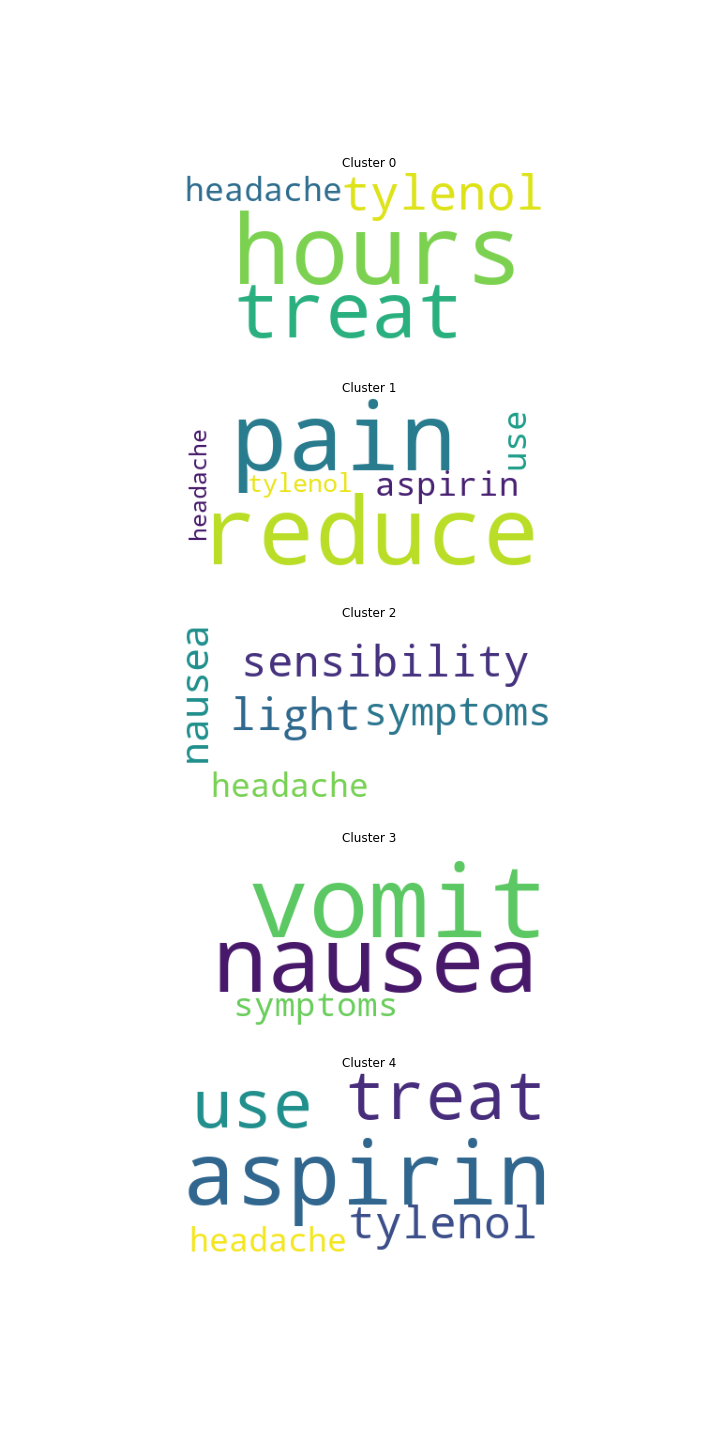 Cluster 0
headache tylenol
hours
treat
Cluster 1
pain
use
headache
tylenol aspirin
reduce
Cluster 2
nausea
sensibility
light symptoms
headache
Cluster 3
vomit
nausea
symptoms
Cluster 4
use treat
aspirin
headache tylenol